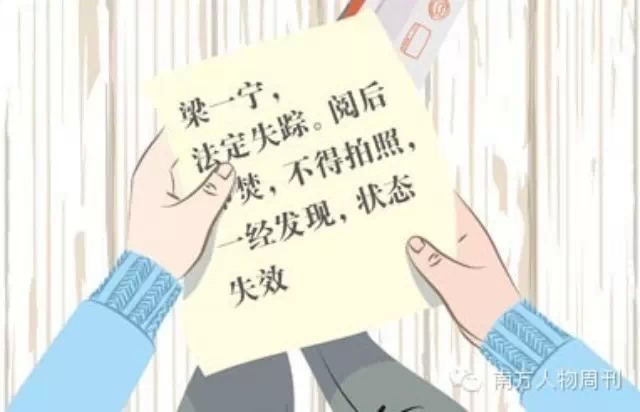 梁一宁，
法定失踪。阅后
焚，不得拍照，
一经发现，状态
失效
南方人物周刊